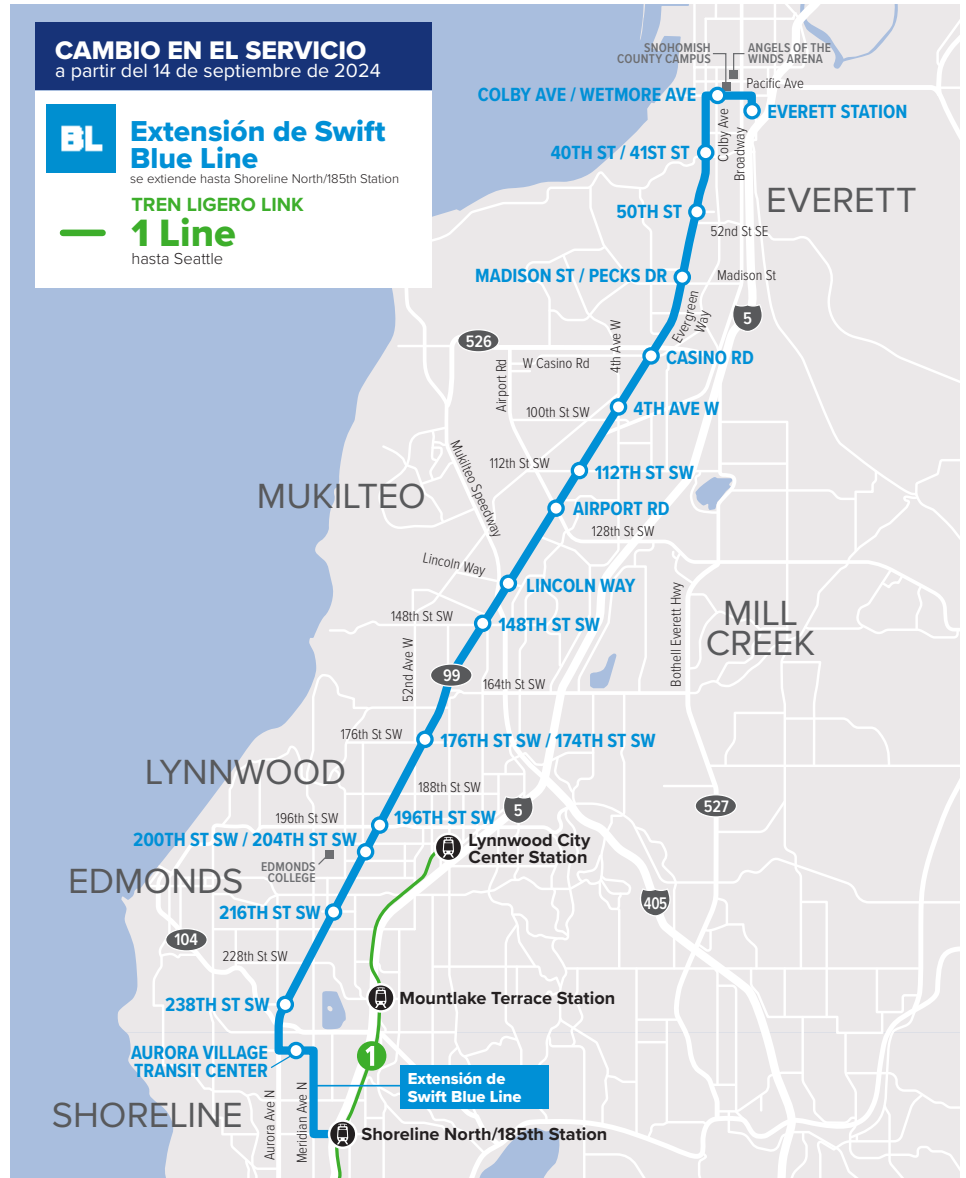 CAMBIO EN EL SERVICIO
a partir del 14 de septiembre de 2024
BL
Extensión de Swift
Blue Line
se extiende hasta Shoreline North/185th Station
TREN LIGERO LINK
1 Line
hasta Seattle
SNOHOMISH
COUNTY CAMPUS
ANGELS OF THE
WINDS ARENA
Pacific Ave
COLBY AVE / WETMORE AVE
EVERETT STATION
Colby Ave
Broadway
40TH ST / 41ST ST
EVERETT
50TH ST
52nd St SE
MADISON ST / PECKS DR
Madison St
Evergreen
Way
5
526
4th Ave W
W Casino Rd
CASINO RD
Airport Rd
100th St SW
4TH AVE W
Mukilteo Speedway
112th St SW
112TH ST SW
MUKILTEO
AIRPORT RD
128th St SW
Lincoln Way
LINCOLN WAY
Bothell Everett Hwy
148th St SW
148TH ST SW
MILL
CREEK
52nd Ave W
99
164th St SW
176th St SW
176TH ST SW / 174TH ST SW
LYNNWOOD
188th St SW
5
527
196th St SW
196TH ST SW
200TH ST SW / 204TH ST SW
Lynnwood City
Center Station
EDMONDS
COLLEGE
EDMONDS
405
216TH ST SW
104
228th St SW
238TH ST SW
Mountlake Terrace Station
AURORA VILLAGE
TRANSIT CENTER
1
Extensión de
Swift Blue Line
SHORELINE
Aurora Ave N
Meridian Ave N
Shoreline North/185th Station